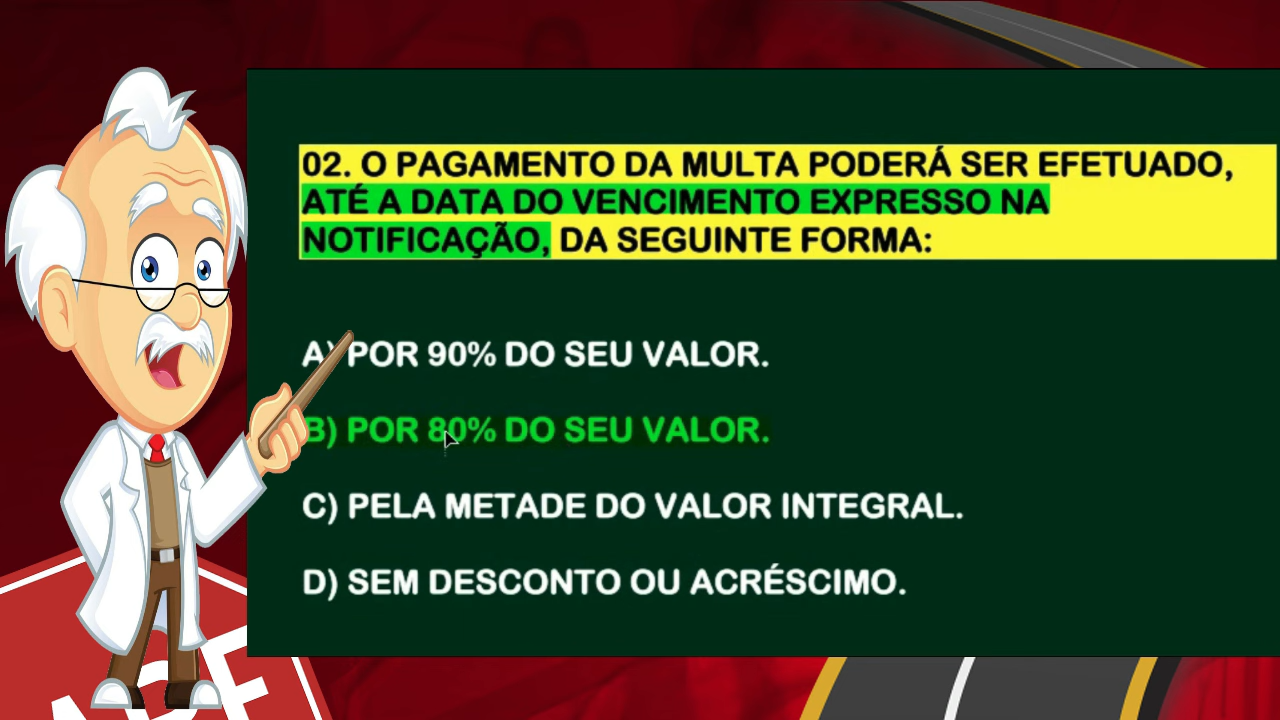 02. O PAGAMENTO DA MULTA PODERÁ SER EFETUADO,
ATÉ A DATA DO VENCIMENTO EXPRESSO NA
NOTIFICAÇÃO, DA SEGUINTE FORMA:
A) POR 90% DO SEU VALOR.
B) POR 80% DO SEU VALOR.
C) PELA METADE DO VALOR INTEGRAL.
D) SEM DESCONTO OU ACRÉSCIMO.